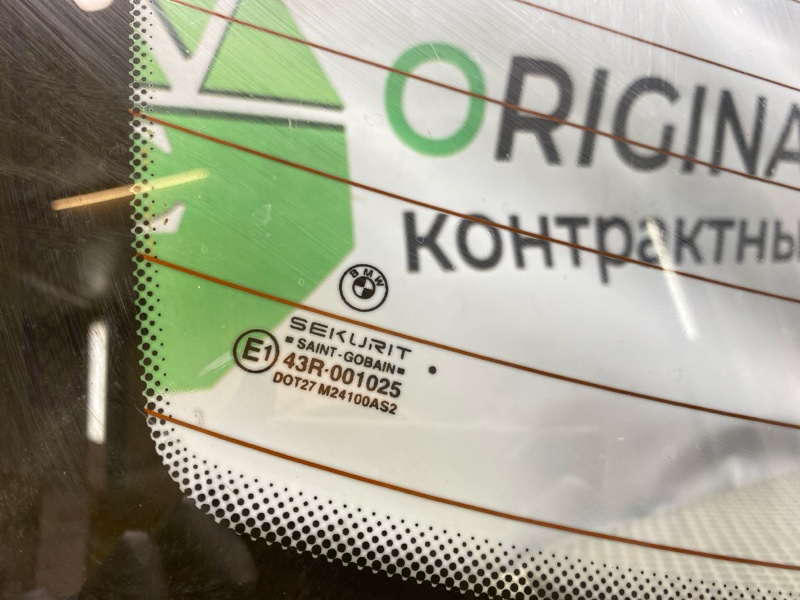 ORIGINA
КОНТРАКТНЫ
BMW
SEKURIT
SAINT-GOBAIN
E1 43R-001025
DOT27 M24100AS2